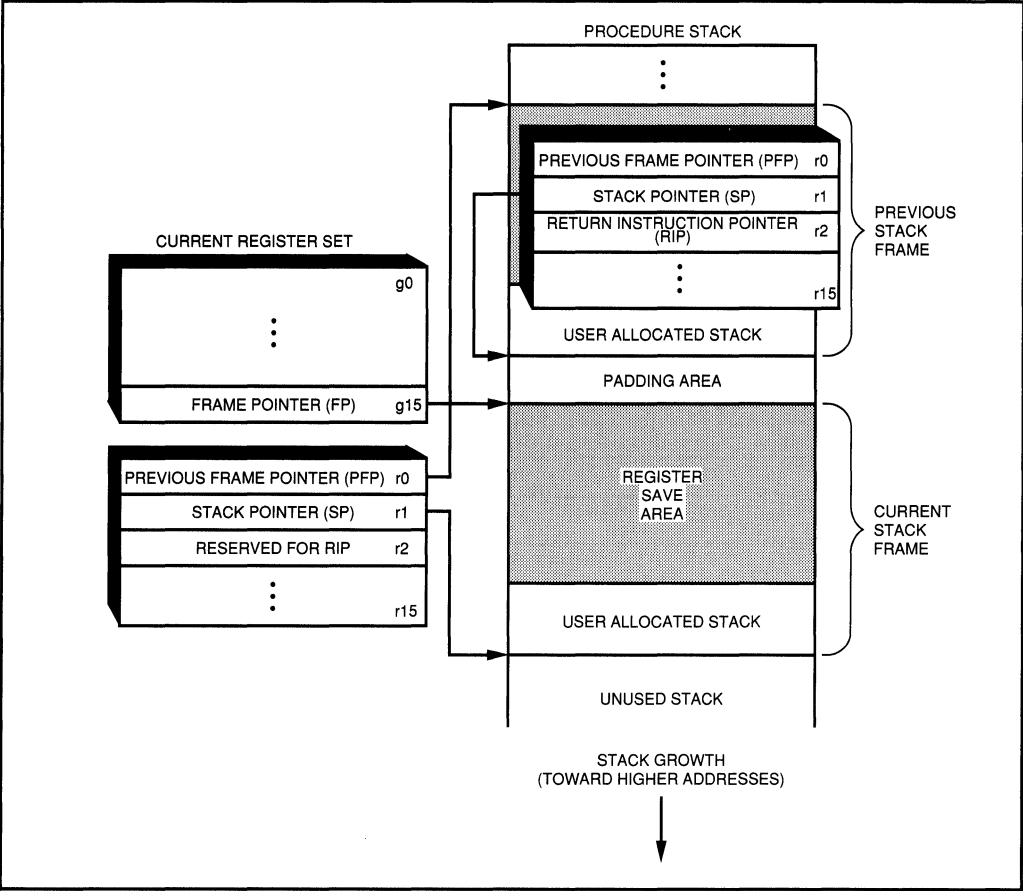 PROCEDURE STACK
PREVIOUS FRAME POINTER (PFP) r0
STACK POINTER (SP) r1
RETURN INSTRUCTION POINTER
(RIP) r2
r15
USER ALLOCATED STACK
PREVIOUS
STACK
FRAME
CURRENT REGISTER SET
g0
FRAME POINTER (FP) g15
PREVIOUS FRAME POINTER (PFP) r0
STACK POINTER (SP) r1
RESERVED FOR RIP r2
r15
PADDING AREA
REGISTER
SAVE
AREA
USER ALLOCATED STACK
CURRENT
STACK
FRAME
UNUSED STACK
STACK GROWTH
(TOWARD HIGHER ADDRESSES)